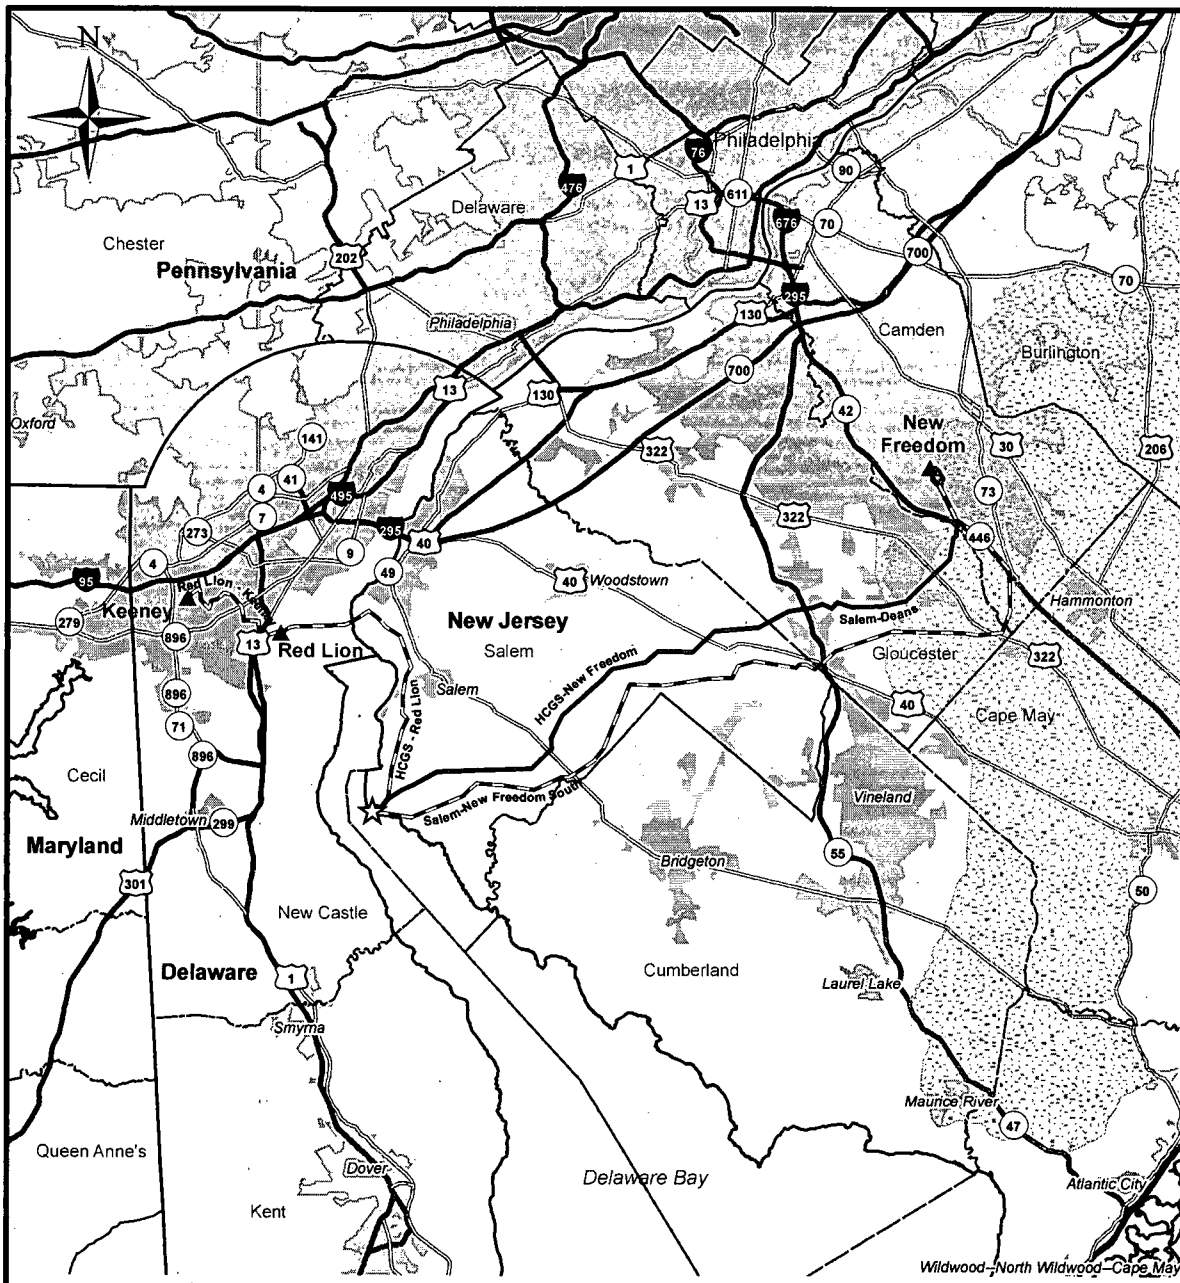 N
76
Philadelphia
1
90
476
13
611
Delaware
676
70
Chester
202
700
Pennsylvania
70
295
130
Philadelphia
Camden
Burlington
700
13
130
Oxford
42
New
Freedom
141
30
206
322
41
4
495
73
7
322
273
295
446
9
40
4
49
95
40
Woodstown
Red Lion - Keeney
Keeney
Hammonton
279
Salem-Deans
896
New Jersey
13
Red Lion
Salem
Gloucester
322
HCGS-New Freedom
896
Salem
40
71
HCGS - Red Lion
Cape May
896
Cecil
Salem-New Freedom South
Vineland
Middletown
299
Maryland
55
Bridgeton
301
50
New Castle
Delaware
Cumberland
1
Laurel Lake
Smyrna
Maurice River
47
Queen Anne's
Dover
Delaware Bay
Atlantic City
Kent
Wildwood-North Wildwood-Cape May